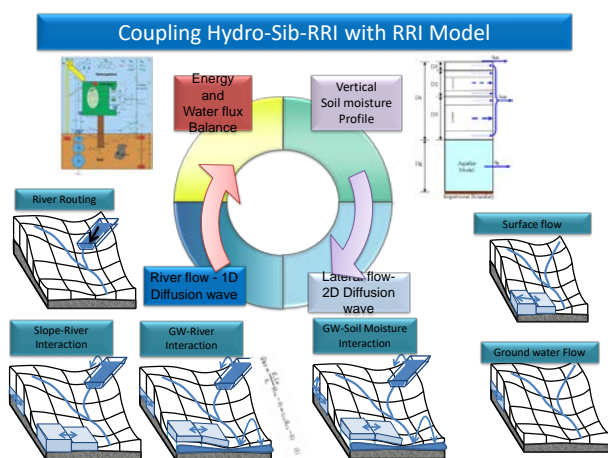 Coupling Hydro-Sib-RRI with RRI Model
Energy
and
Water flux
Balance
Vertical
Soil moisture
Profile
Aquifer
Model
River Routing
Surface flow
River flow - 1D
Diffusion wave
Lateral flow-
2D Diffusion
wave
Slope-River
Interaction
GW-River
Interaction
GW-Soil Moisture
Interaction
Ground water Flow